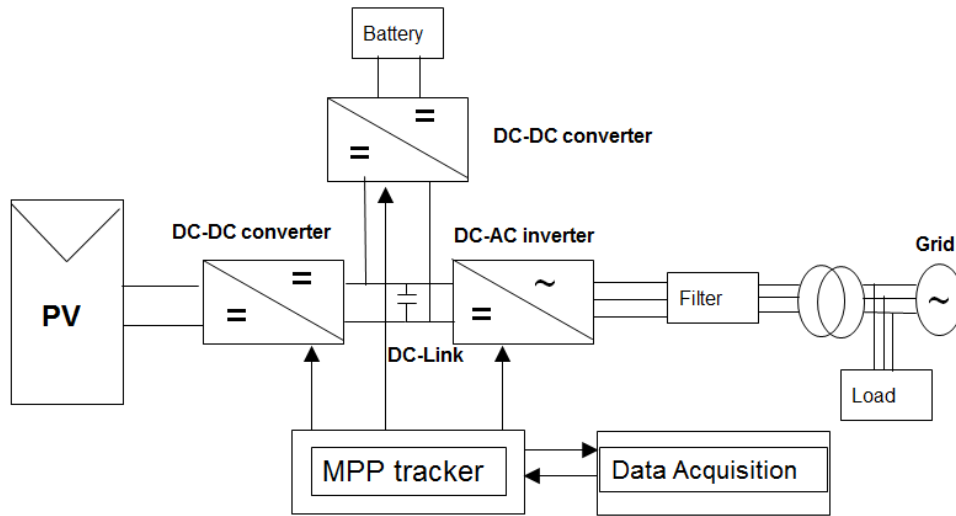 Battery
=
=
DC-DC converter
DC-DC converter
DC-AC inverter
Grid
PV
=
=
~
=
Filter
~
DC-Link
Load
MPP tracker
Data Acquisition